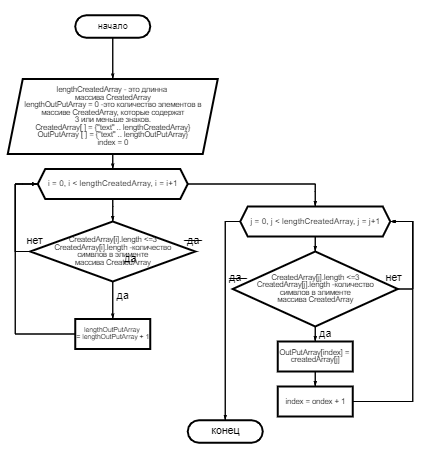 начало
lengthCreatedArray - это длинна
массива CreatedArray
lengthOutPutArray = 0 -это количество элементов в
массиве CreatedArray, которые содержат
3 или меньше знаков.
CreatedArray[ ] = {"text" .. lengthCreatedArray}
OutPutArray [ ] = {"text" .. lengthOutPutArray}
index = 0
i = 0, i < lengthCreatedArray, i = i+1
нет
CreatedArray[i].length <=3
CreatedArray[i].length -количество
симвлов в элименте
массива CreatedArray
да
да
да
lengthOutPutArray
= lengthOutPutArray + 1
j = 0, j < lengthCreatedArray, j = j+1
да
CreatedArray[j].length <=3
CreatedArray[j].length -количество
симвлов в элименте
массива CreatedArray
нет
да
OutPutArray[index] =
createdArray[j]
index = ondex + 1
конец